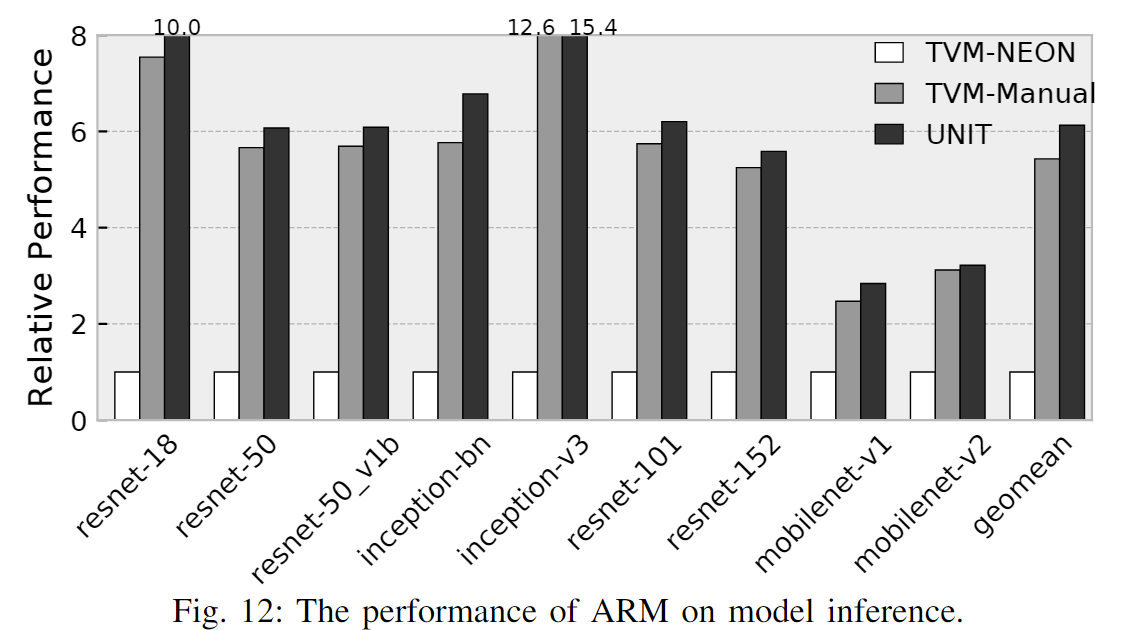 10.0 12.6 15.4
8
6
4
2
0
Relative Performance
TVM-NEON
TVM-Manual
UNIT
resnet-18
resnet-50
resnet-50_v1b
inception-bn
inception-v3
resnet-101
resnet-152
mobilenet-v1
mobilenet-v2
geomean
Fig. 12: The performance of ARM on model inference.